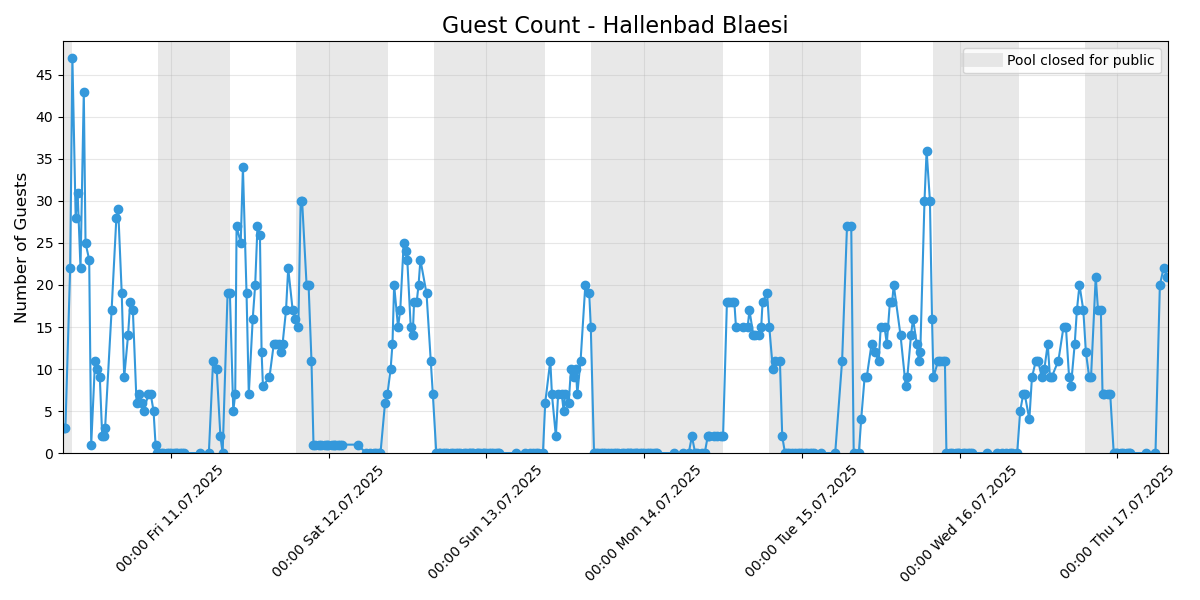 Guest Count - Hallenbad Blaesi
Pool closed for public
Number of Guests
45
40
35
30
25
20
15
10
5
0
00:00 Fri 11.07.2025
00:00 Sat 12.07.2025
00:00 Sun 13.07.2025
00:00 Mon 14.07.2025
00:00 Tue 15.07.2025
00:00 Wed 16.07.2025
00:00 Thu 17.07.2025